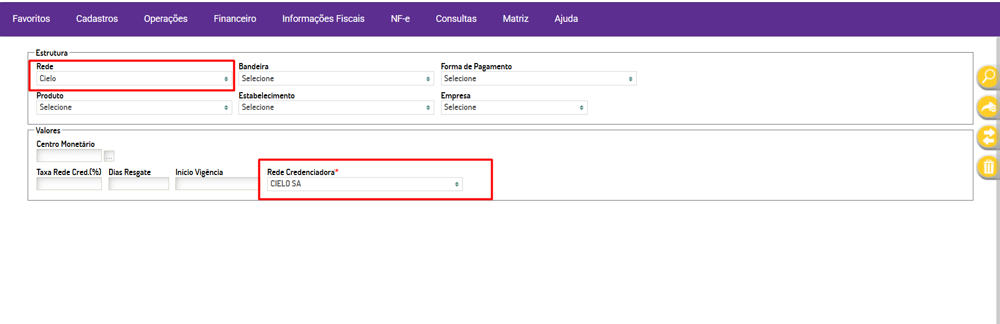 Favoritos Cadastros Operações Financeiro Informações Fiscais NF-e Consultas Matriz Ajuda
Estrutura
Rede Bandeira Forma de Pagamento
Cielo Selecione Selecione
Produto Estabelecimento Empresa
Selecione Selecione Selecione
Valores
Centro Monetário
...
Taxa Rede Cred.(%) Dias Resgate Início Vigência Rede Credenciadora*
CIELO SA